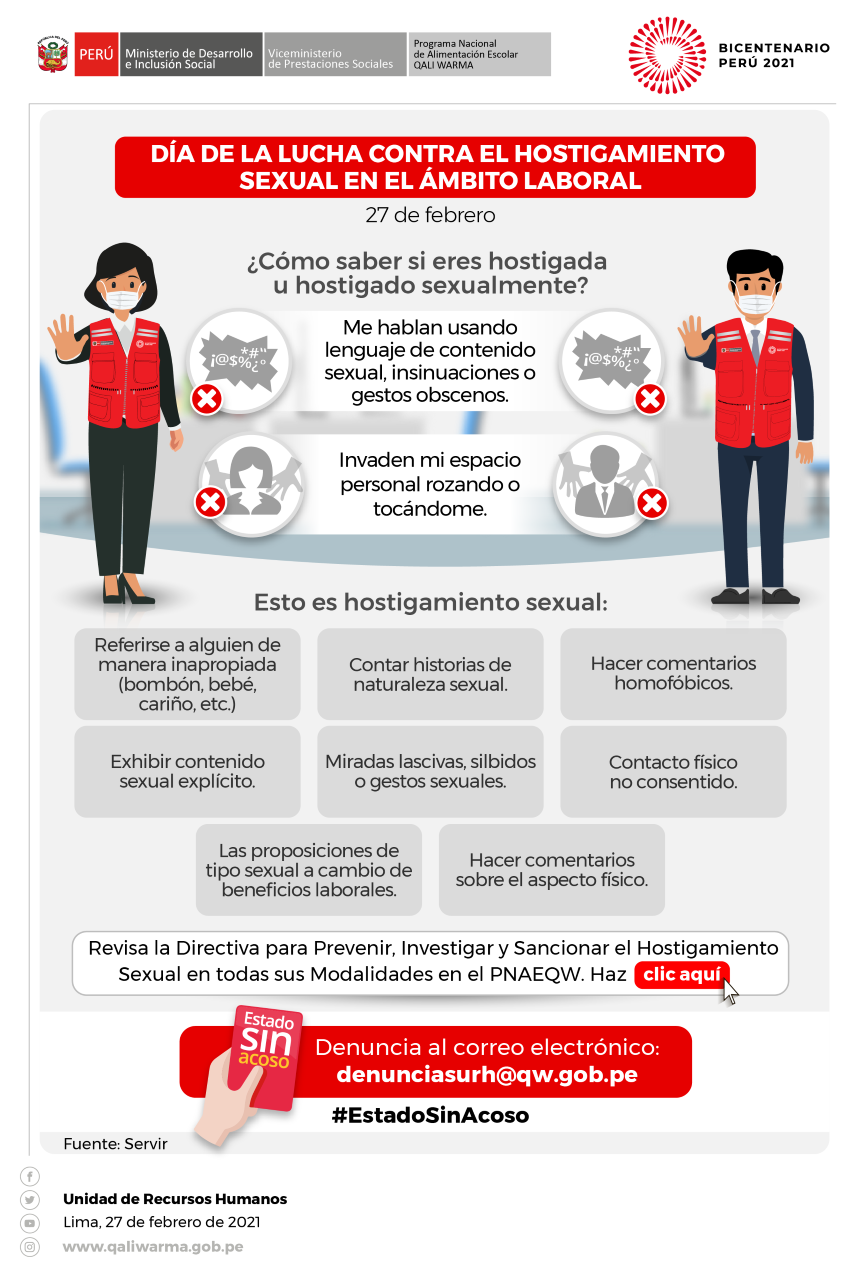 PERÚ
Ministerio de Desarrollo
e Inclusión Social
Viceministerio
de Prestaciones Sociales
Programa Nacional
de Alimentación Escolar
QALI WARMA
BICENTENARIO
PERÚ 2021
DÍA DE LA LUCHA CONTRA EL HOSTIGAMIENTO
SEXUAL EN EL ÁMBITO LABORAL
27 de febrero
¿Cómo saber si eres hostigada
u hostigado sexualmente?
Me hablan usando
lenguaje de contenido
sexual, insinuaciones o
gestos obscenos.
Invaden mi espacio
personal rozando o
tocándome.
Esto es hostigamiento sexual:
Referirse a alguien de
manera inapropiada
(bombón, bebé,
cariño, etc.)
Contar historias de
naturaleza sexual.
Hacer comentarios
homofóbicos.
Exhibir contenido
sexual explícito.
Miradas lascivas, silbidos
o gestos sexuales.
Contacto físico
no consentido.
Las proposiciones de
tipo sexual a cambio de
beneficios laborales.
Hacer comentarios
sobre el aspecto físico.
Revisa la Directiva para Prevenir, Investigar y Sancionar el Hostigamiento
Sexual en todas sus Modalidades en el PNAEQW. Haz clic aquí
Estado
sin
acoso
Denuncia al correo electrónico:
denunciasurh@qw.gob.pe
#EstadoSinAcoso
Fuente: Servir
Unidad de Recursos Humanos
Lima, 27 de febrero de 2021
www.qaliwarma.gob.pe